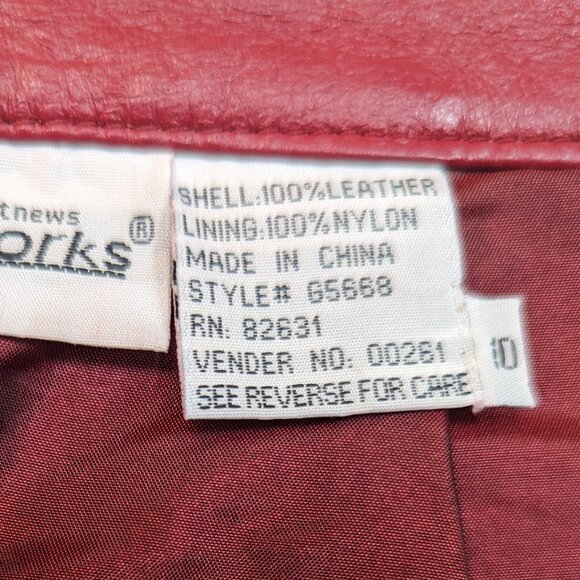 tnews
orks®
SHELL:100%LEATHER
LINING:100%NYLON
MADE IN CHINA
STYLE# G5668
RN: 82631
VENDER NO: 00261
SEE REVERSE FOR CARE
10